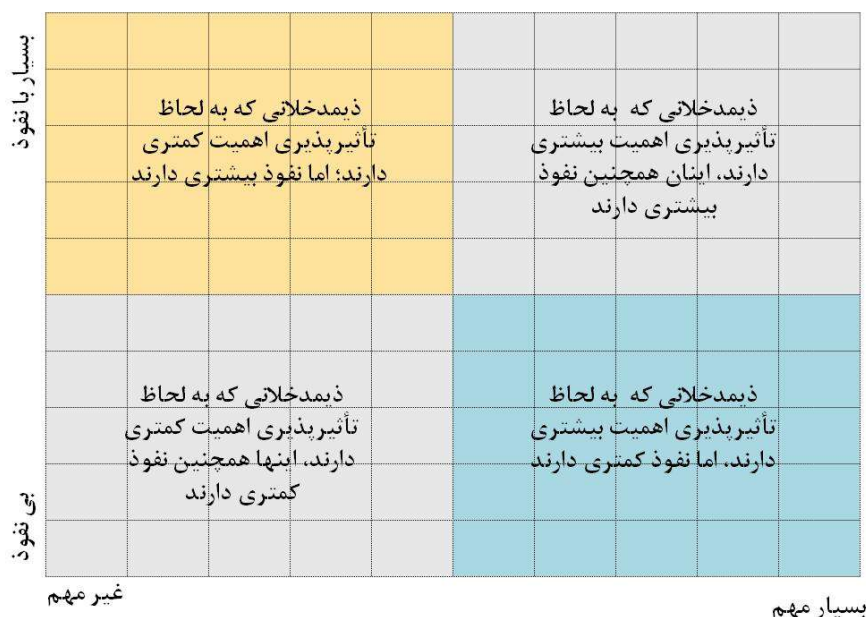 بسیار با نفوذ
ذیمدخلانی که به لحاظ
تأثیرپذیری اهمیت بیشتری
دارند، اینان همچنین نفوذ
بیشتری دارند
ذیمدخلانی که به لحاظ
تأثیرپذیری اهمیت کمتری
دارند؛ اما نفوذ بیشتری دارند
ذیمدخلانی که به لحاظ
تأثیرپذیری اهمیت بیشتری
دارند، اما نفوذ کمتری دارند
ذیمدخلانی که به لحاظ
تأثیرپذیری اهمیت کمتری
دارند، اینها همچنین نفوذ
کمتری دارند
بی نفوذ
غیر مهم
بسیار مهم